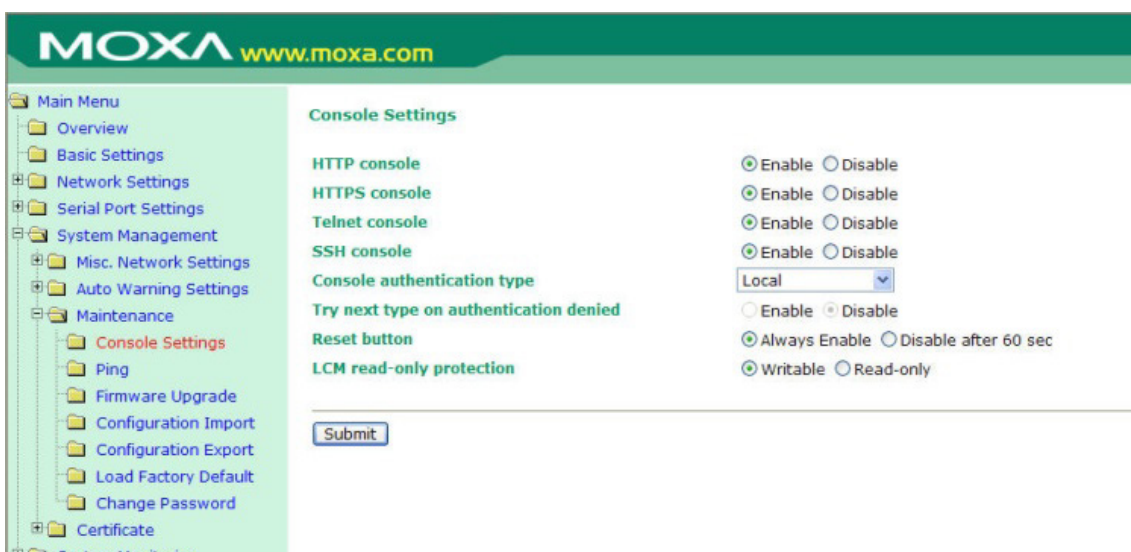 MOXA www.moxa.com
Main Menu
Overview
Basic Settings
Network Settings
Serial Port Settings
System Management
Misc. Network Settings
Auto Warning Settings
Maintenance
Console Settings
Ping
Firmware Upgrade
Configuration Import
Configuration Export
Load Factory Default
Change Password
Certificate
Console Settings
HTTP console Enable Disable
HTTPS console Enable Disable
Telnet console Enable Disable
SSH console Enable Disable
Console authentication type Local
Try next type on authentication denied Enable Disable
Reset button Always Enable Disable after 60 sec
LCM read-only protection Writable Read-only
Submit